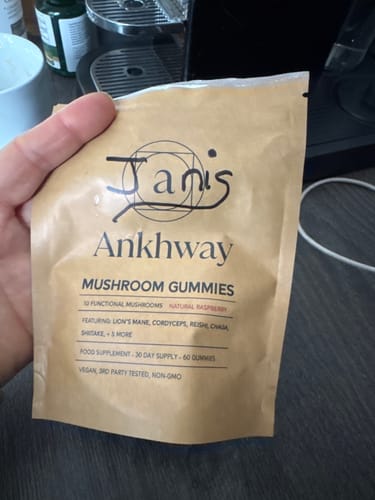 Janis
Ankhway
MUSHROOM GUMMIES
10 FUNCTIONAL MUSHROOMS NATURAL RASPBERRY
FEATURING: LION'S MANE, CORDYCEPS, REISHI, CHAGA,
SHIITAKE, + 5 MORE
FOOD SUPPLEMENT - 30 DAY SUPPLY - 60 GUMMIES
VEGAN, 3RD PARTY TESTED, NON-GMO